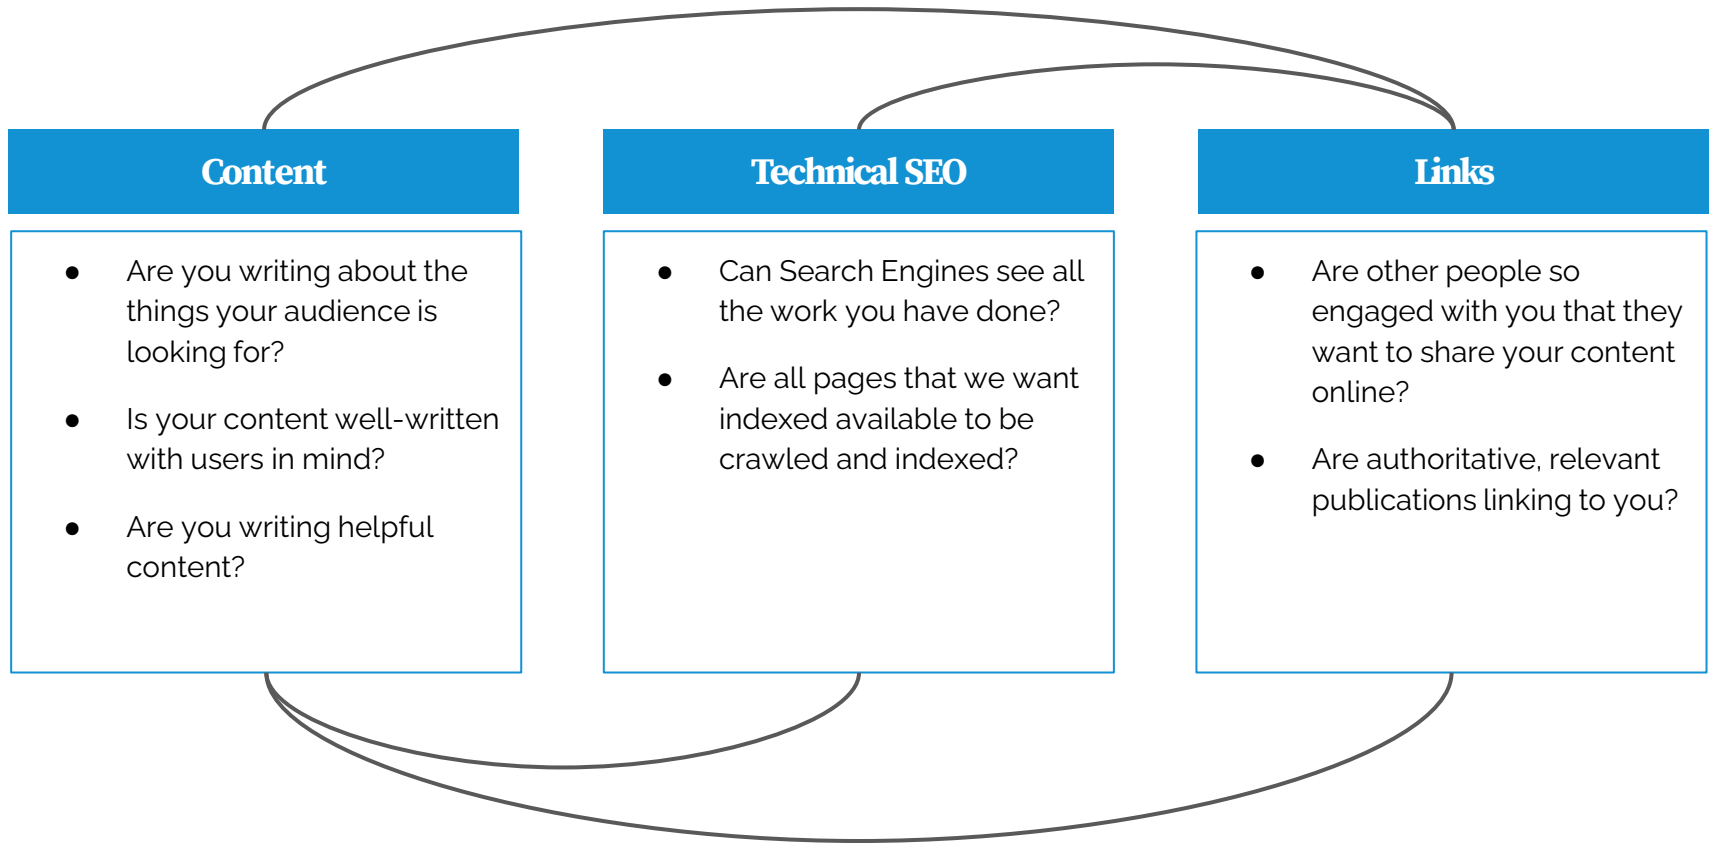 Content
● Are you writing about the
things your audience is
looking for?
● Is your content well-written
with users in mind?
● Are you writing helpful
content?
Technical SEO
● Can Search Engines see all
the work you have done?
● Are all pages that we want
indexed available to be
crawled and indexed?
Links
● Are other people so
engaged with you that they
want to share your content
online?
● Are authoritative, relevant
publications linking to you?